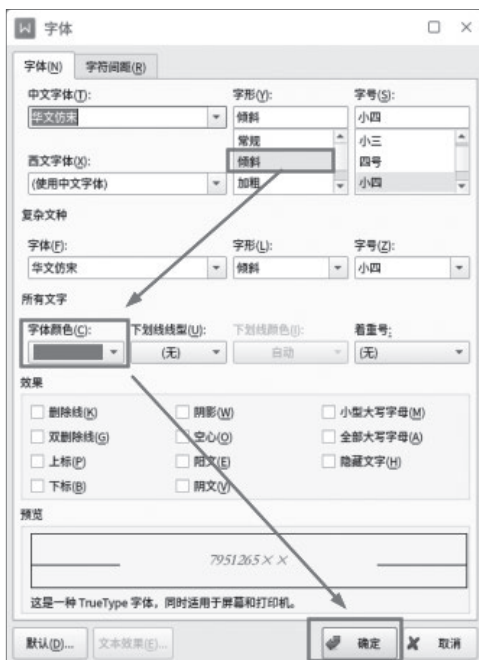 字体
字体(N) 字符间距(R)
中文字体(T): 字形(Y): 字号(S):
华文仿宋 倾斜 小四
常规 小三
西文字体(X): 倾斜 四号
(使用中文字体) 加粗 小四
复杂文种
字体(F): 字形(L): 字号(Z):
华文仿宋 倾斜 小四
所有文字
字体颜色(C): 下划线线型(U): 下划线颜色(I): 着重号:
(无) 自动 (无)
效果
删除线(K) 阴影(W) 小型大写字母(M)
双删除线(G) 空心(O) 全部大写字母(A)
上标(P) 阳文(E) 隐藏文字(H)
下标(B) 阴文(V)
预览
7951265××
这是一种 TrueType 字体，同时适用于屏幕和打印机。
默认(D)... 文本效果(E)... 确定 取消